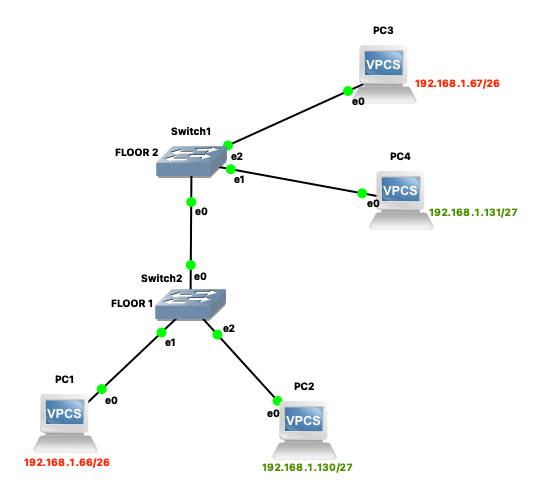 PC3
VPCS
192.168.1.67/26
e0
Switch1
FLOOR 2
e2
e1
PC4
VPCS
e0
192.168.1.131/27
e0
e0
Switch2
FLOOR 1
e1
e2
PC1
e0
VPCS
192.168.1.66/26
PC2
e0
VPCS
192.168.1.130/27